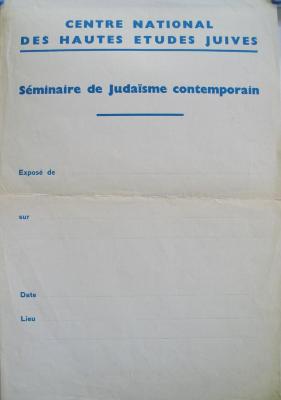 CENTRE NATIONAL
DES HAUTES ETUDES JUIVES
Séminaire de Judaïsme contemporain
Exposé de
sur
Date
Lieu